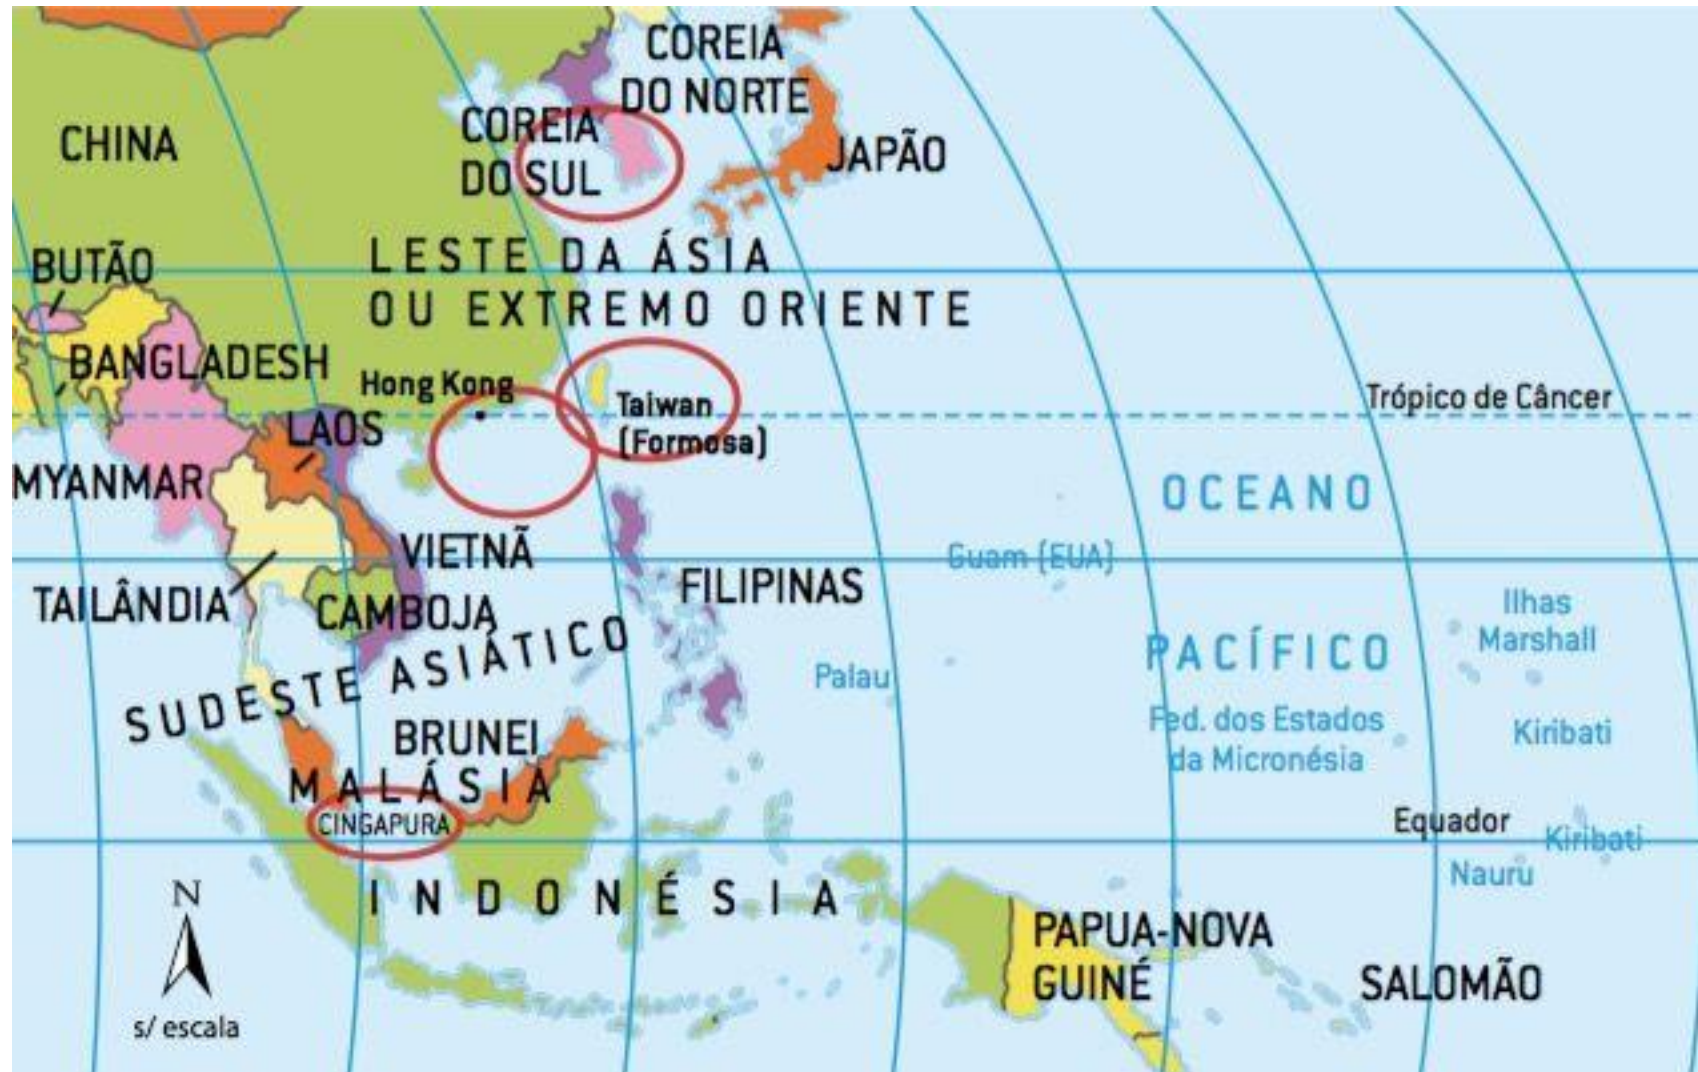 COREIA
DO NORTE
CHINA
COREIA
DO SUL
JAPÃO
LESTE DA ÁSIA
OU EXTREMO ORIENTE
BUTÃO
BANGLADESH
Hong Kong
Taiwan
(Formosa)
Trópico de Câncer
LAOS
MYANMAR
OCEANO
PACÍFICO
VIETNÃ
Guam (EUA)
FILIPINAS
TAILÂNDIA
CAMBOJA
Ilhas
Marshall
SUDESTE ASIÁTICO
Palau
Fed. dos Estados
da Micronésia
Kiribati
BRUNEI
MALÁSIA
CINGAPURA
Equador
Kiribati
Nauru
INDONÉSIA
N
s/ escala
PAPUA-NOVA
GUINÉ
SALOMÃO